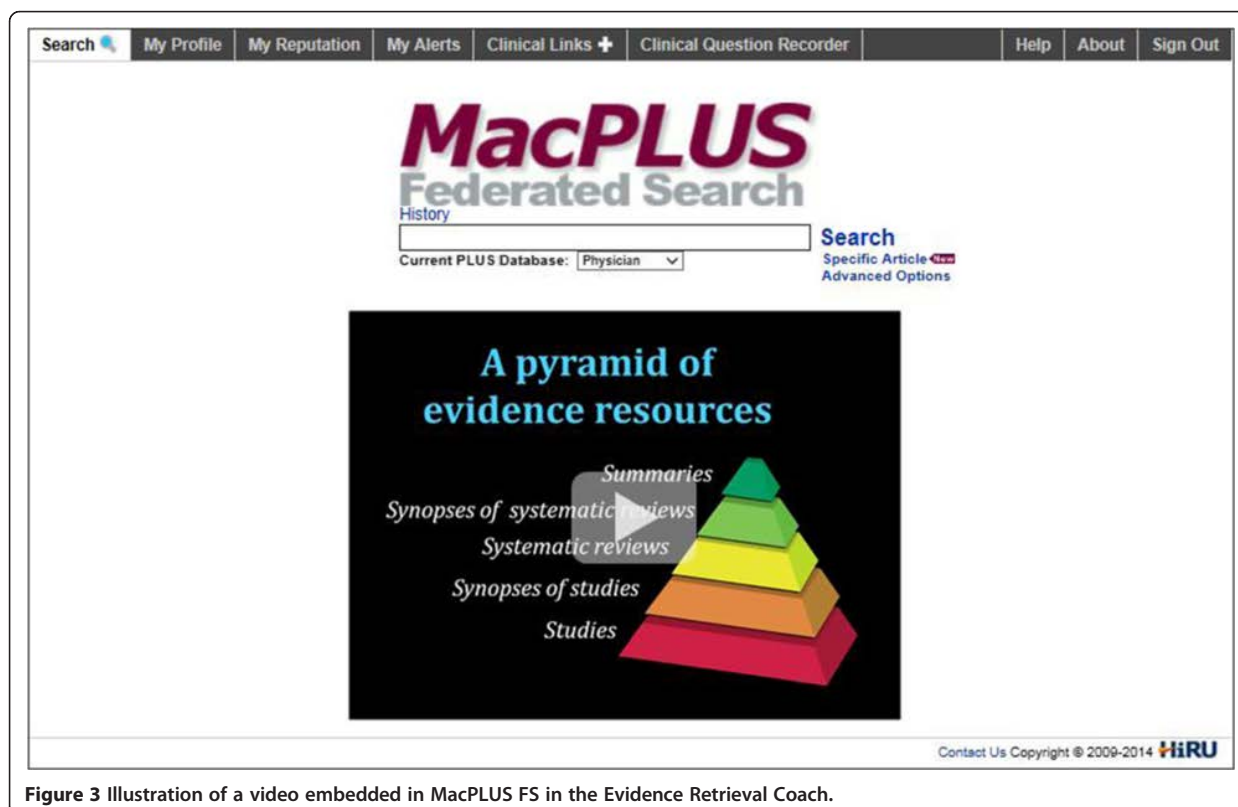 Search My Profile My Reputation My Alerts Clinical Links Clinical Question Recorder Help About Sign Out
MacPLUS
Federated Search
History
Search
Current PLUS Database: Physician
Specific Article New
Advanced Options
A pyramid of
evidence resources
Summaries
Synopses of systematic reviews
Systematic reviews
Synopses of studies
Studies
Contact Us Copyright © 2009-2014 HiRU
Figure 3 Illustration of a video embedded in MacPLUS FS in the Evidence Retrieval Coach.